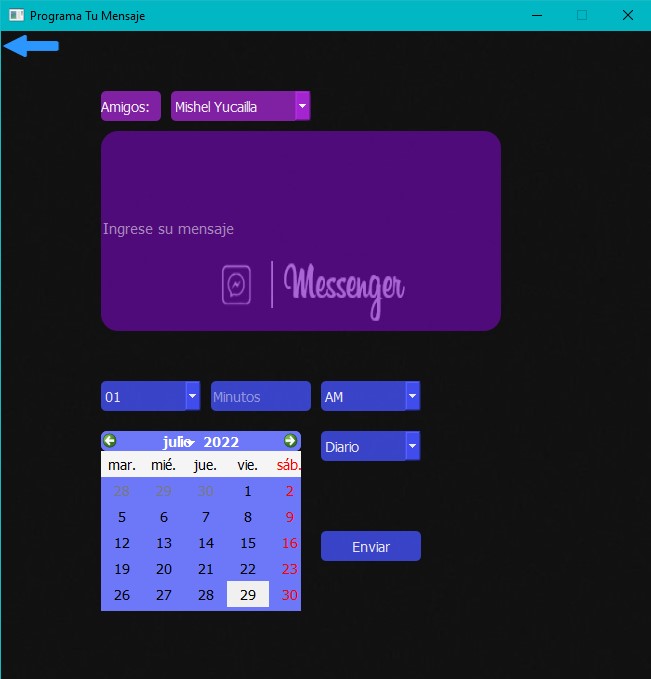 Programa Tu Mensaje
Amigos: Mishel Yucailla
Ingrese su mensaje
Messenger
01 Minutos AM
julio 2022
Diario
mar. mié. jue. vie. sáb.
28 29 30 1 2
5 6 7 8 9
12 13 14 15 16
Enviar
19 20 21 22 23
26 27 28 29 30